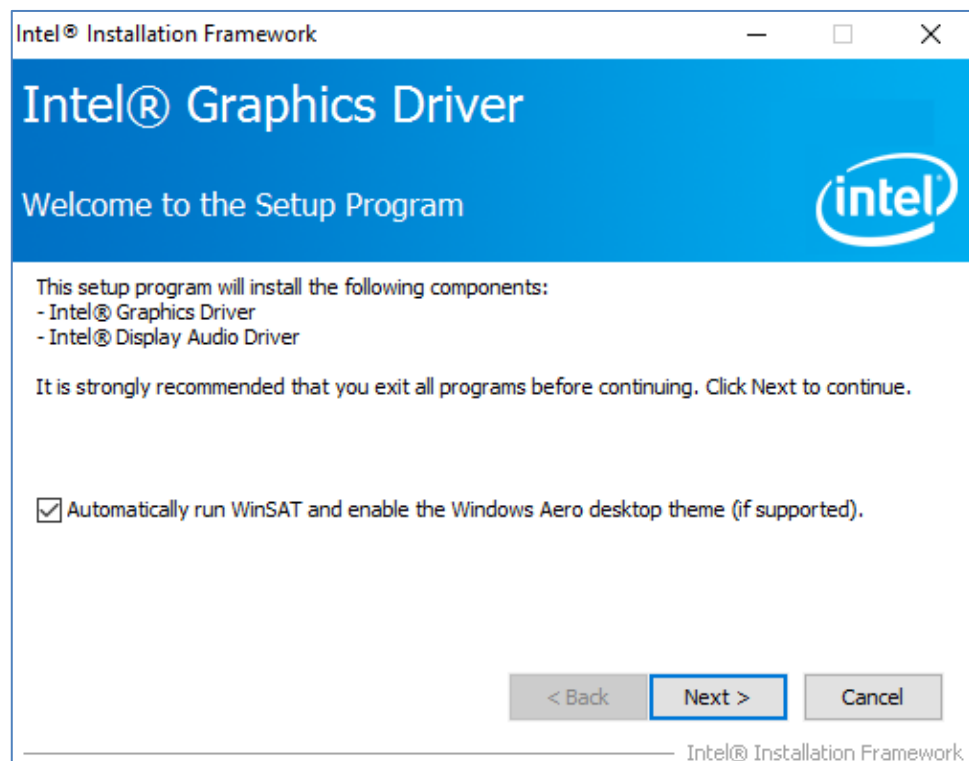 Intel® Installation Framework
Intel® Graphics Driver
Welcome to the Setup Program
intel
This setup program will install the following components:
- Intel® Graphics Driver
- Intel® Display Audio Driver
It is strongly recommended that you exit all programs before continuing. Click Next to continue.
Automatically run WinSAT and enable the Windows Aero desktop theme (if supported).
< Back Next > Cancel
Intel® Installation Framework